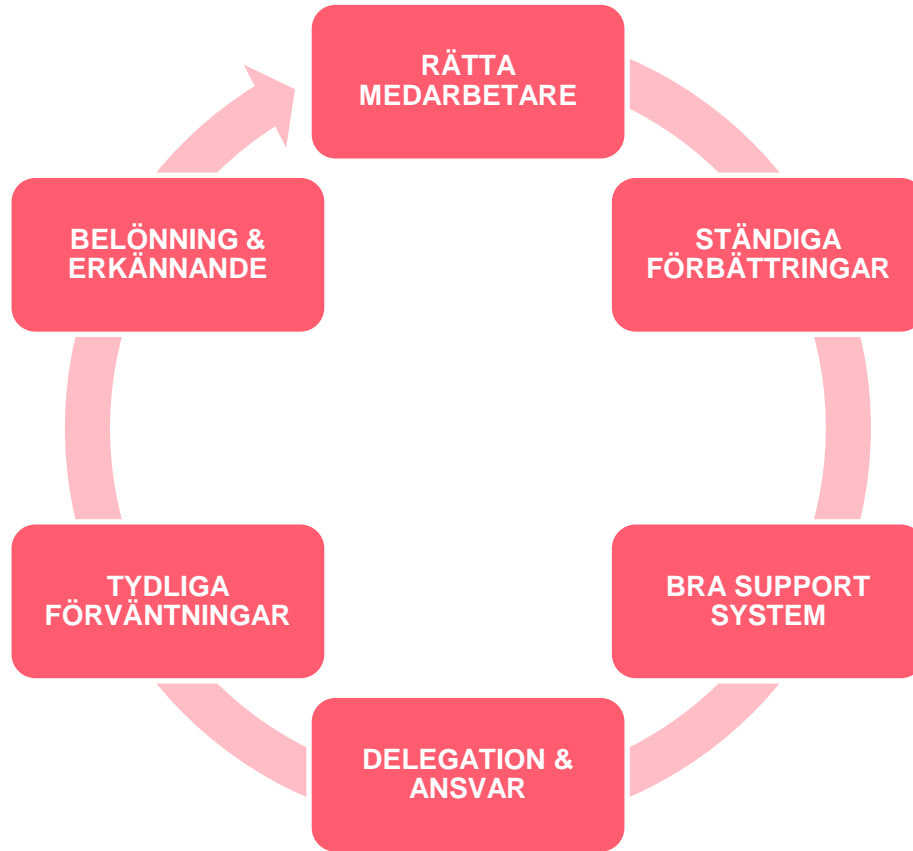 RÄTTA
MEDARBETARE
STÄNDIGA
FÖRBÄTTRINGAR
BRA SUPPORT
SYSTEM
DELEGATION &
ANSVAR
TYDLIGA
FÖRVÄNTNINGAR
BELÖNNING &
ERKÄNNANDE